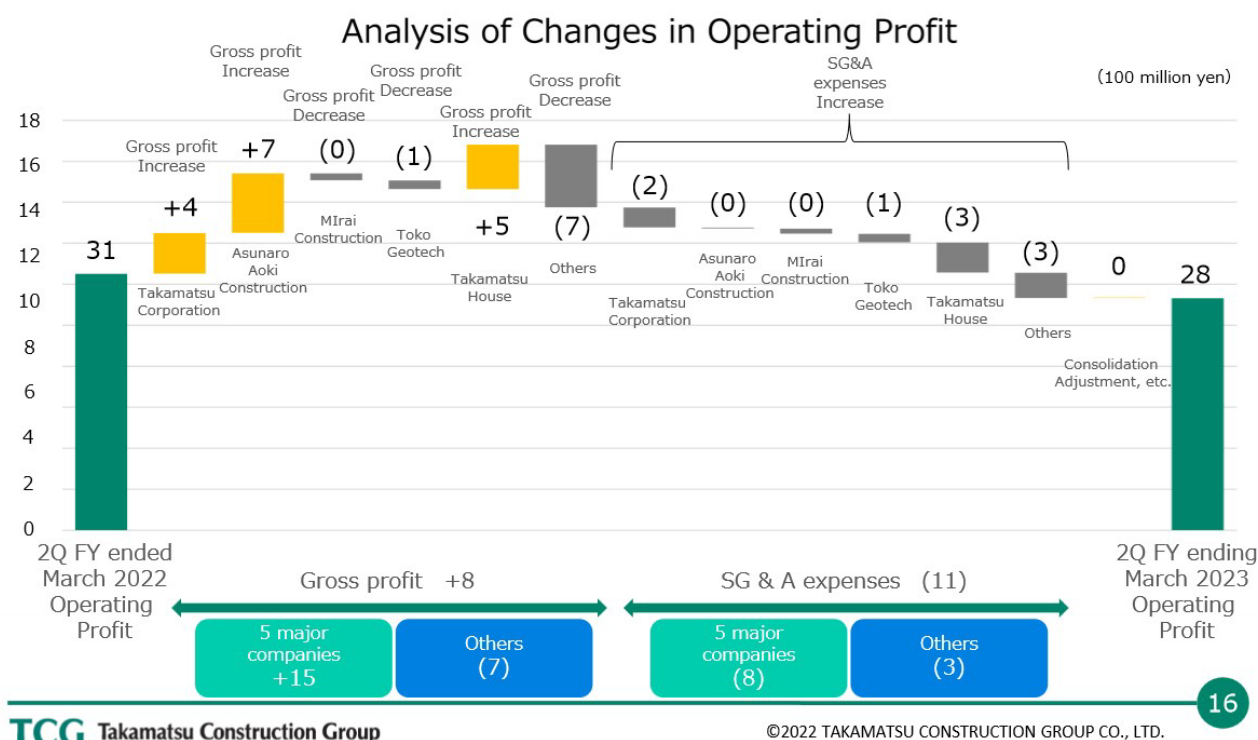 Analysis of Changes in Operating Profit
(100 million yen)
Gross profit
Increase
Gross profit
Increase
Gross profit
Decrease
Gross profit
Decrease
Gross profit
Increase
Gross profit
Decrease
SG&A
expenses
Increase
18
16
14
12
10
8
6
4
2
0
31
+4
Takamatsu
Corporation
+7
Asunaro
Aoki
Construction
(0)
MIrai
Construction
(1)
Toko
Geotech
+5
Takamatsu
House
(7)
Others
(2)
Takamatsu
Corporation
(0)
Asunaro
Aoki
Construction
(0)
MIrai
Construction
(1)
Toko
Geotech
(3)
Takamatsu
House
(3)
Others
0
Consolidation
Adjustment, etc.
28
2Q FY ended
March 2022
Operating
Profit
2Q FY ending
March 2023
Operating
Profit
Gross profit +8
SG & A expenses (11)
5 major
companies
+15
Others
(7)
5 major
companies
(8)
Others
(3)
16
TCG Takamatsu Construction Group
©2022 TAKAMATSU CONSTRUCTION GROUP CO., LTD.